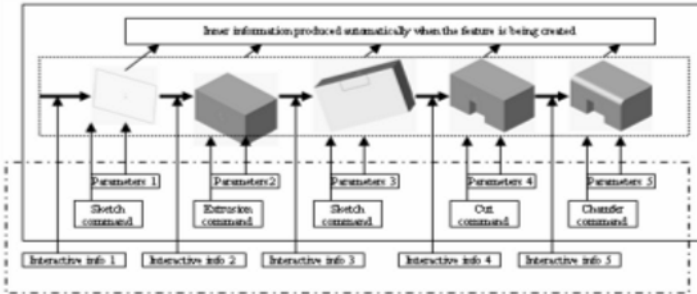 Inner information produced automatically when the feature is being created
Parameters 1
Parameters2
Parameters 3
Parameters 4
Parameters 5
Sketch
command
Extrusion
command
Sketch
command
Cut
command
Chamfer
command
Interactive info 1
Interactive info 2
Interactive info 3
Interactive info 4
Interactive info 5